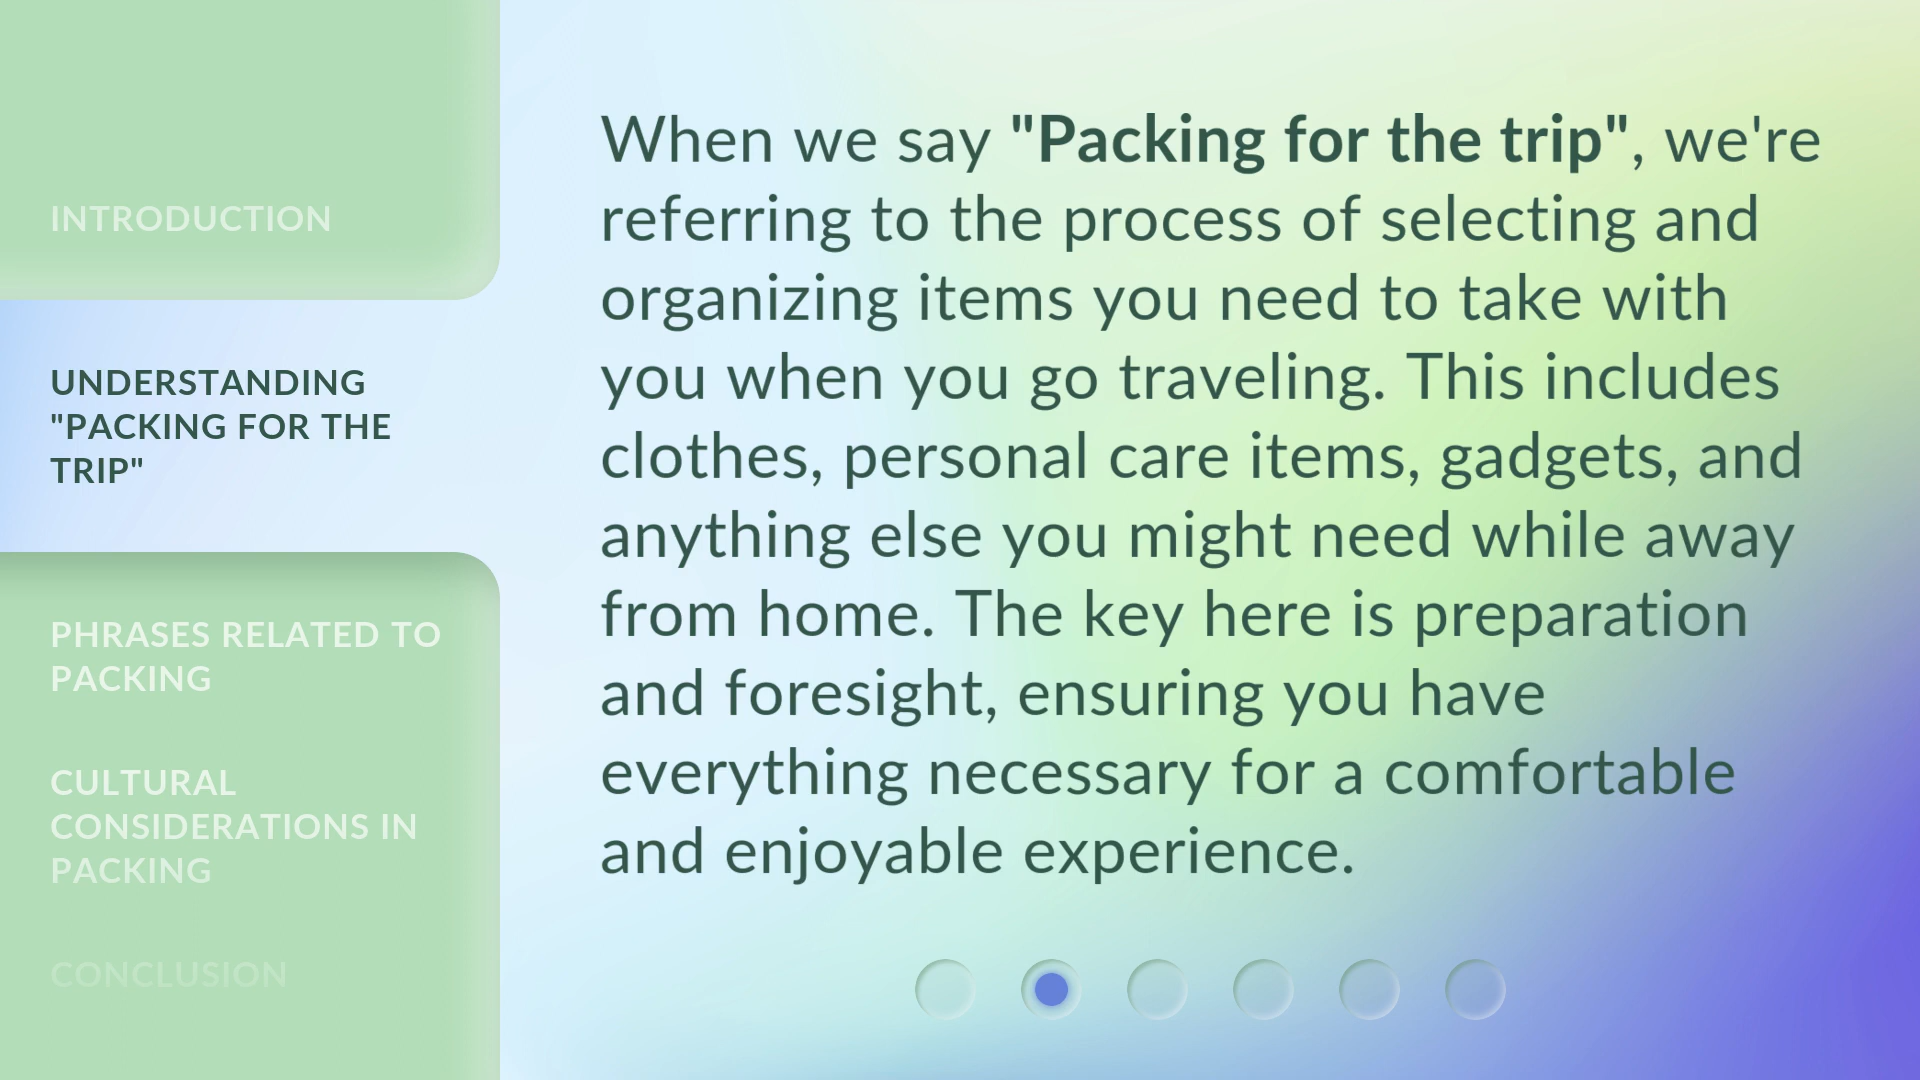 INTRODUCTION
UNDERSTANDING
"PACKING FOR THE
TRIP"
PHRASES RELATED TO
PACKING
CULTURAL
CONSIDERATIONS IN
PACKING
CONCLUSION
When we say "Packing for the trip", we're
referring to the process of selecting and
organizing items you need to take with
you when you go traveling. This includes
clothes, personal care items, gadgets, and
anything else you might need while away
from home. The key here is preparation
and foresight, ensuring you have
everything necessary for a comfortable
and enjoyable experience.